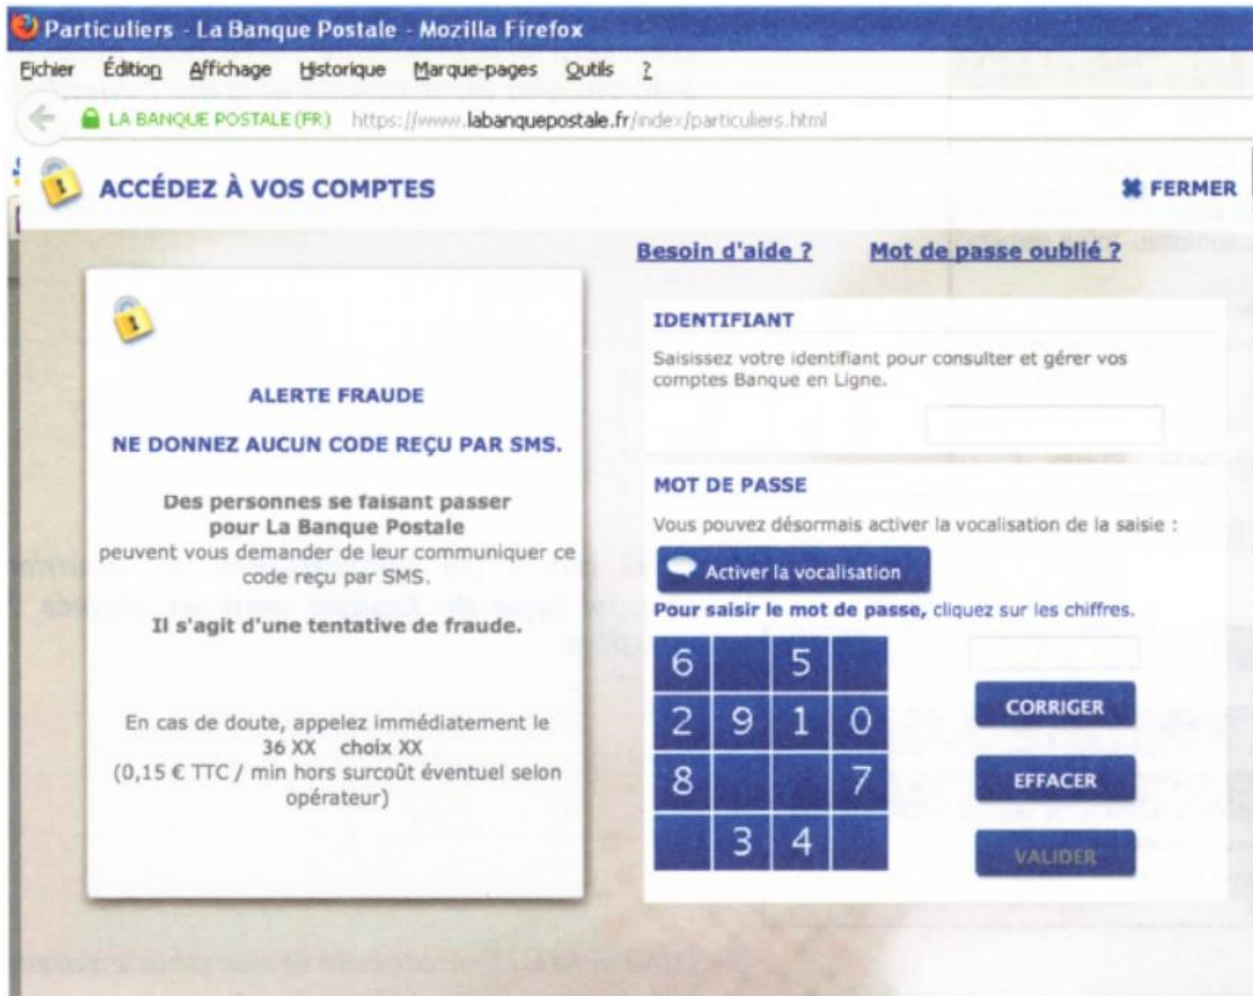 Particuliers - La Banque Postale - Mozilla Firefox
Fichier Édition Affichage Historique Marque-pages Outils ?
LA BANQUE POSTALE (FR) https://www.labanquepostale.fr/index/particuliers.html
ACCÉDEZ À VOS COMPTES
FERMER
Besoin d'aide ? Mot de passe oublié ?
ALERTE FRAUDE
NE DONNEZ AUCUN CODE REÇU PAR SMS.
Des personnes se faisant passer
pour La Banque Postale
peuvent vous demander de leur communiquer ce
code reçu par SMS.
Il s'agit d'une tentative de fraude.
En cas de doute, appelez immédiatement le
36 XX choix XX
(0,15 € TTC / min hors surcoût éventuel selon
opérateur)
IDENTIFIANT
Saisissez votre identifiant pour consulter et gérer vos
comptes Banque en Ligne.
MOT DE PASSE
Vous pouvez désormais activer la vocalisation de la saisie :
Activer la vocalisation
Pour saisir le mot de passe, cliquez sur les chiffres.
6 5
2 9 1 0
8 7
3 4
CORRIGER
EFFACER
VALIDER